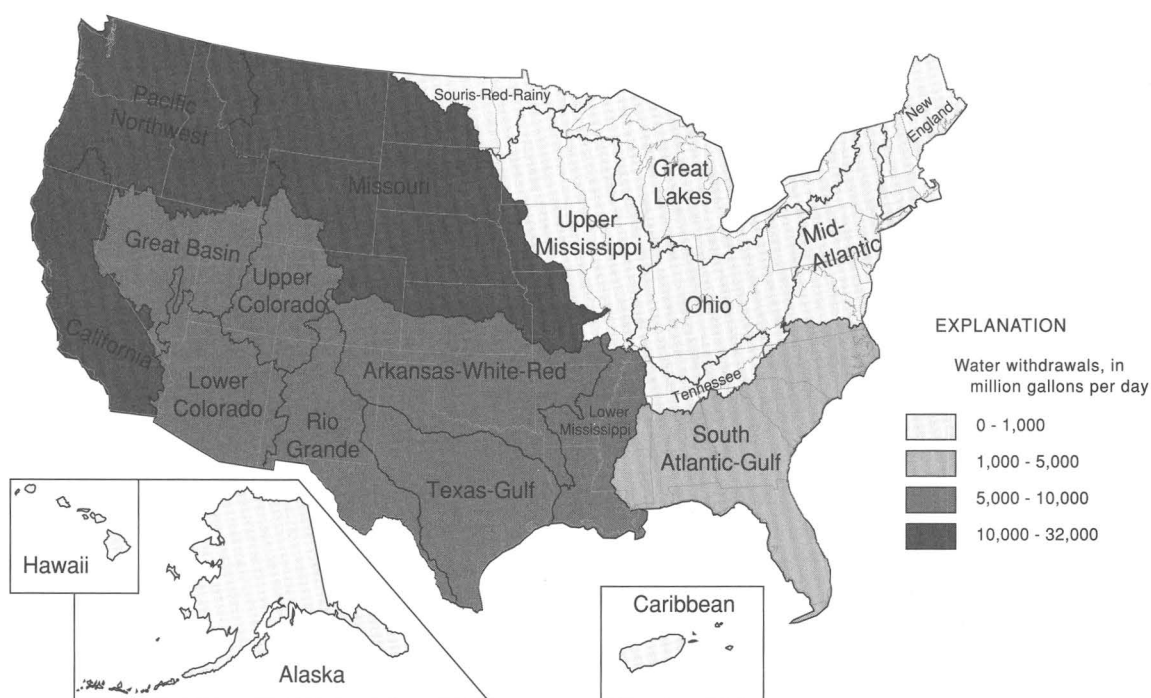 Souris-Red-Rainy
New
England
Pacific
Northwest
Great
Lakes
Missouri
Upper
Mississippi
Mid-
Atlantic
Great Basin
Upper
Colorado
Ohio
California
EXPLANATION
Water withdrawals, in
million gallons per day
0 - 1,000
1,000 - 5,000
5,000 - 10,000
10,000 - 32,000
Arkansas-White-Red
Tennessee
Lower
Colorado
Lower
Mississippi
Rio
Grande
South
Atlantic-Gulf
Texas-Gulf
Hawaii
Alaska
Caribbean